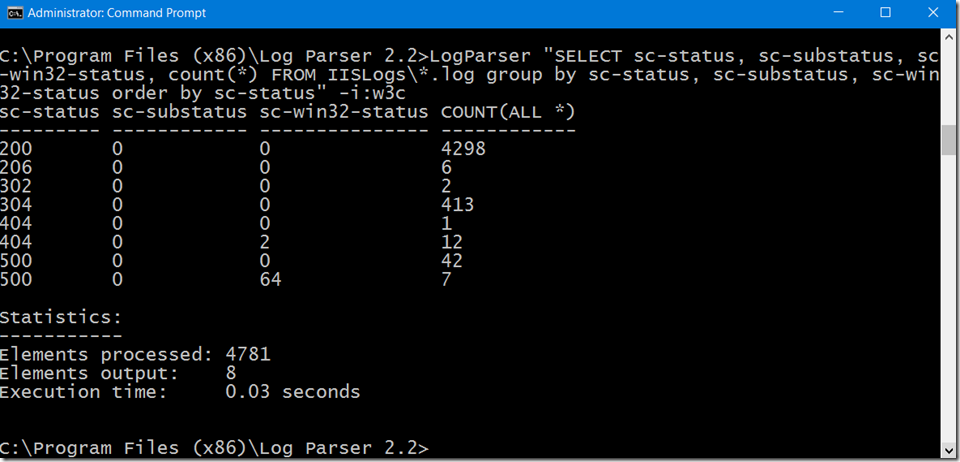 Administrator: Command Prompt
C:\Program Files (x86)\Log Parser 2.2>LogParser "SELECT sc-status, sc-substatus, sc
-win32-status, count(*) FROM IISLogs\*.log group by sc-status, sc-substatus, sc-win
32-status order by sc-status" -i:w3c
sc-status sc-substatus sc-win32-status COUNT(ALL *)
--------- ------------ --------------- ------------
200       0            0               4298
206       0            0               6
302       0            0               2
304       0            0               413
404       0            0               1
404       0            2               12
500       0            0               42
500       0            64              7
Statistics:
-----------
Elements processed: 4781
Elements output:    8
Execution time:     0.03 seconds
C:\Program Files (x86)\Log Parser 2.2>